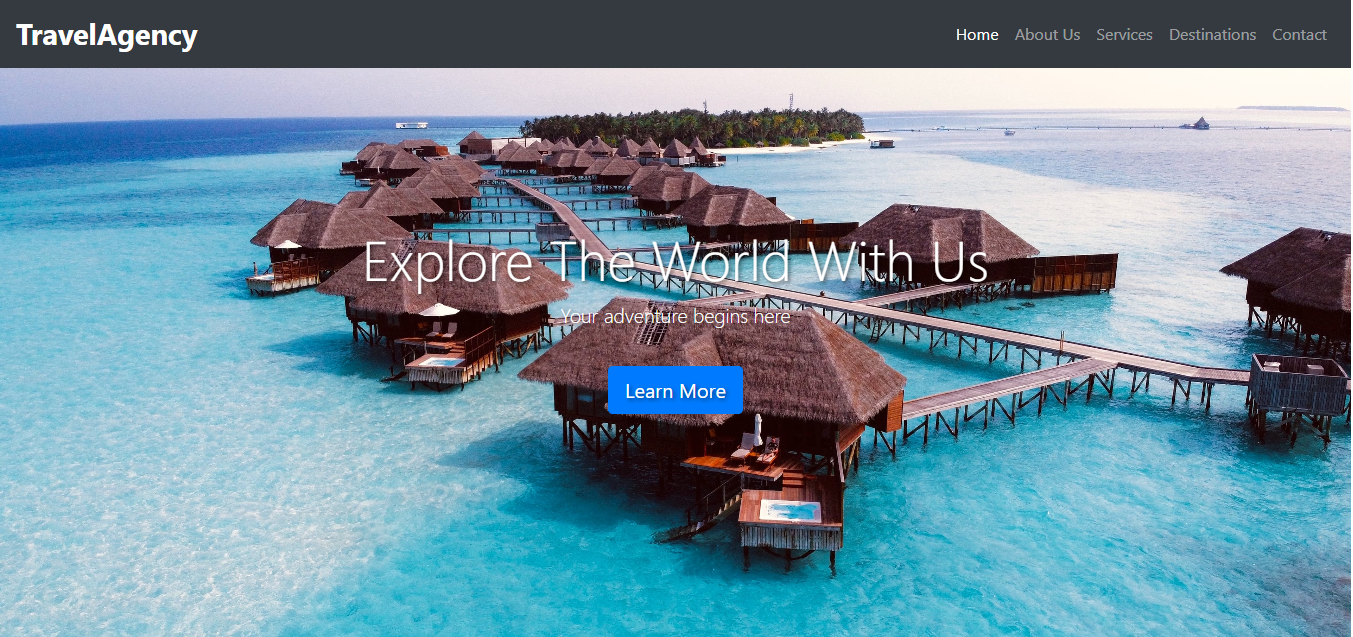 TravelAgency
Home About Us Services Destinations Contact
Explore The World With Us
Your adventure begins here
Learn More